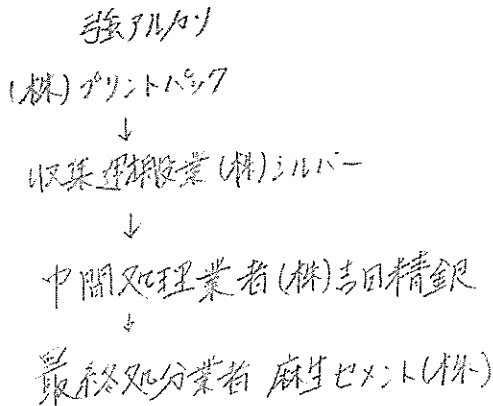 強アルカリ
(株)プリントパック
↓
収集運搬業(株)シルバー
↓
中間処理業者(株)吉田精銀
↓
最終処分業者 麻生セメント(株)